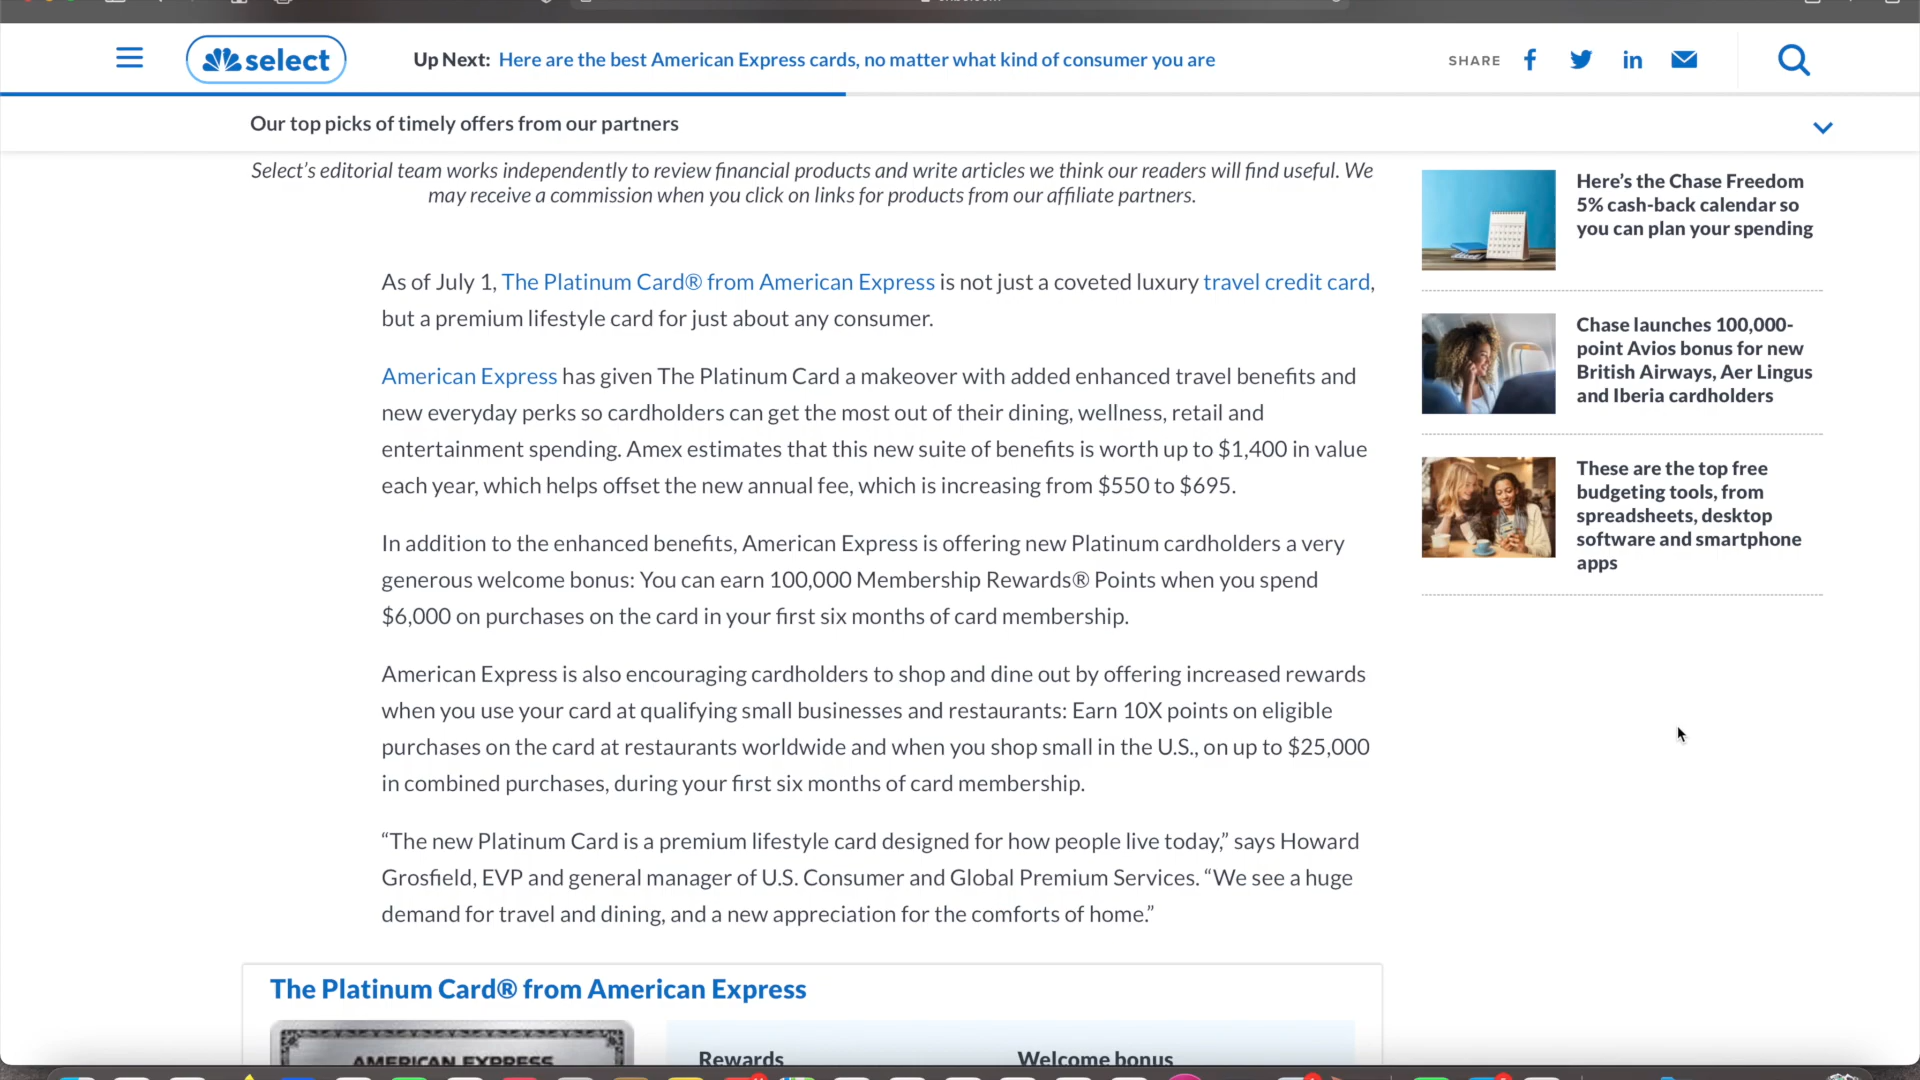 select
Up Next: Here are the best American Express cards, no matter what kind of consumer you are
SHARE
Our top picks of timely offers from our partners
Select’s editorial team works independently to review financial products and write articles we think our readers will find useful. We
may receive a commission when you click on links for products from our affiliate partners.
As of July 1, The Platinum Card® from American Express is not just a coveted luxury travel credit card,
but a premium lifestyle card for just about any consumer.
American Express has given The Platinum Card a makeover with added enhanced travel benefits and
new everyday perks so cardholders can get the most out of their dining, wellness, retail and
entertainment spending. Amex estimates that this new suite of benefits is worth up to $1,400 in value
each year, which helps offset the new annual fee, which is increasing from $550 to $695.
In addition to the enhanced benefits, American Express is offering new Platinum cardholders a very
generous welcome bonus: You can earn 100,000 Membership Rewards® Points when you spend
$6,000 on purchases on the card in your first six months of card membership.
American Express is also encouraging cardholders to shop and dine out by offering increased rewards
when you use your card at qualifying small businesses and restaurants: Earn 10X points on eligible
purchases on the card at restaurants worldwide and when you shop small in the U.S., on up to $25,000
in combined purchases, during your first six months of card membership.
“The new Platinum Card is a premium lifestyle card designed for how people live today,” says Howard
Grosfield, EVP and general manager of U.S. Consumer and Global Premium Services. “We see a huge
demand for travel and dining, and a new appreciation for the comforts of home.”
The Platinum Card® from American Express
AMERICAN EXPRESS
Rewards
Welcome bonus
Here’s the Chase Freedom
5% cash-back calendar so
you can plan your spending
Chase launches 100,000-
point Avios bonus for new
British Airways, Aer Lingus
and Iberia cardholders
These are the top free
budgeting tools, from
spreadsheets, desktop
software and smartphone
apps